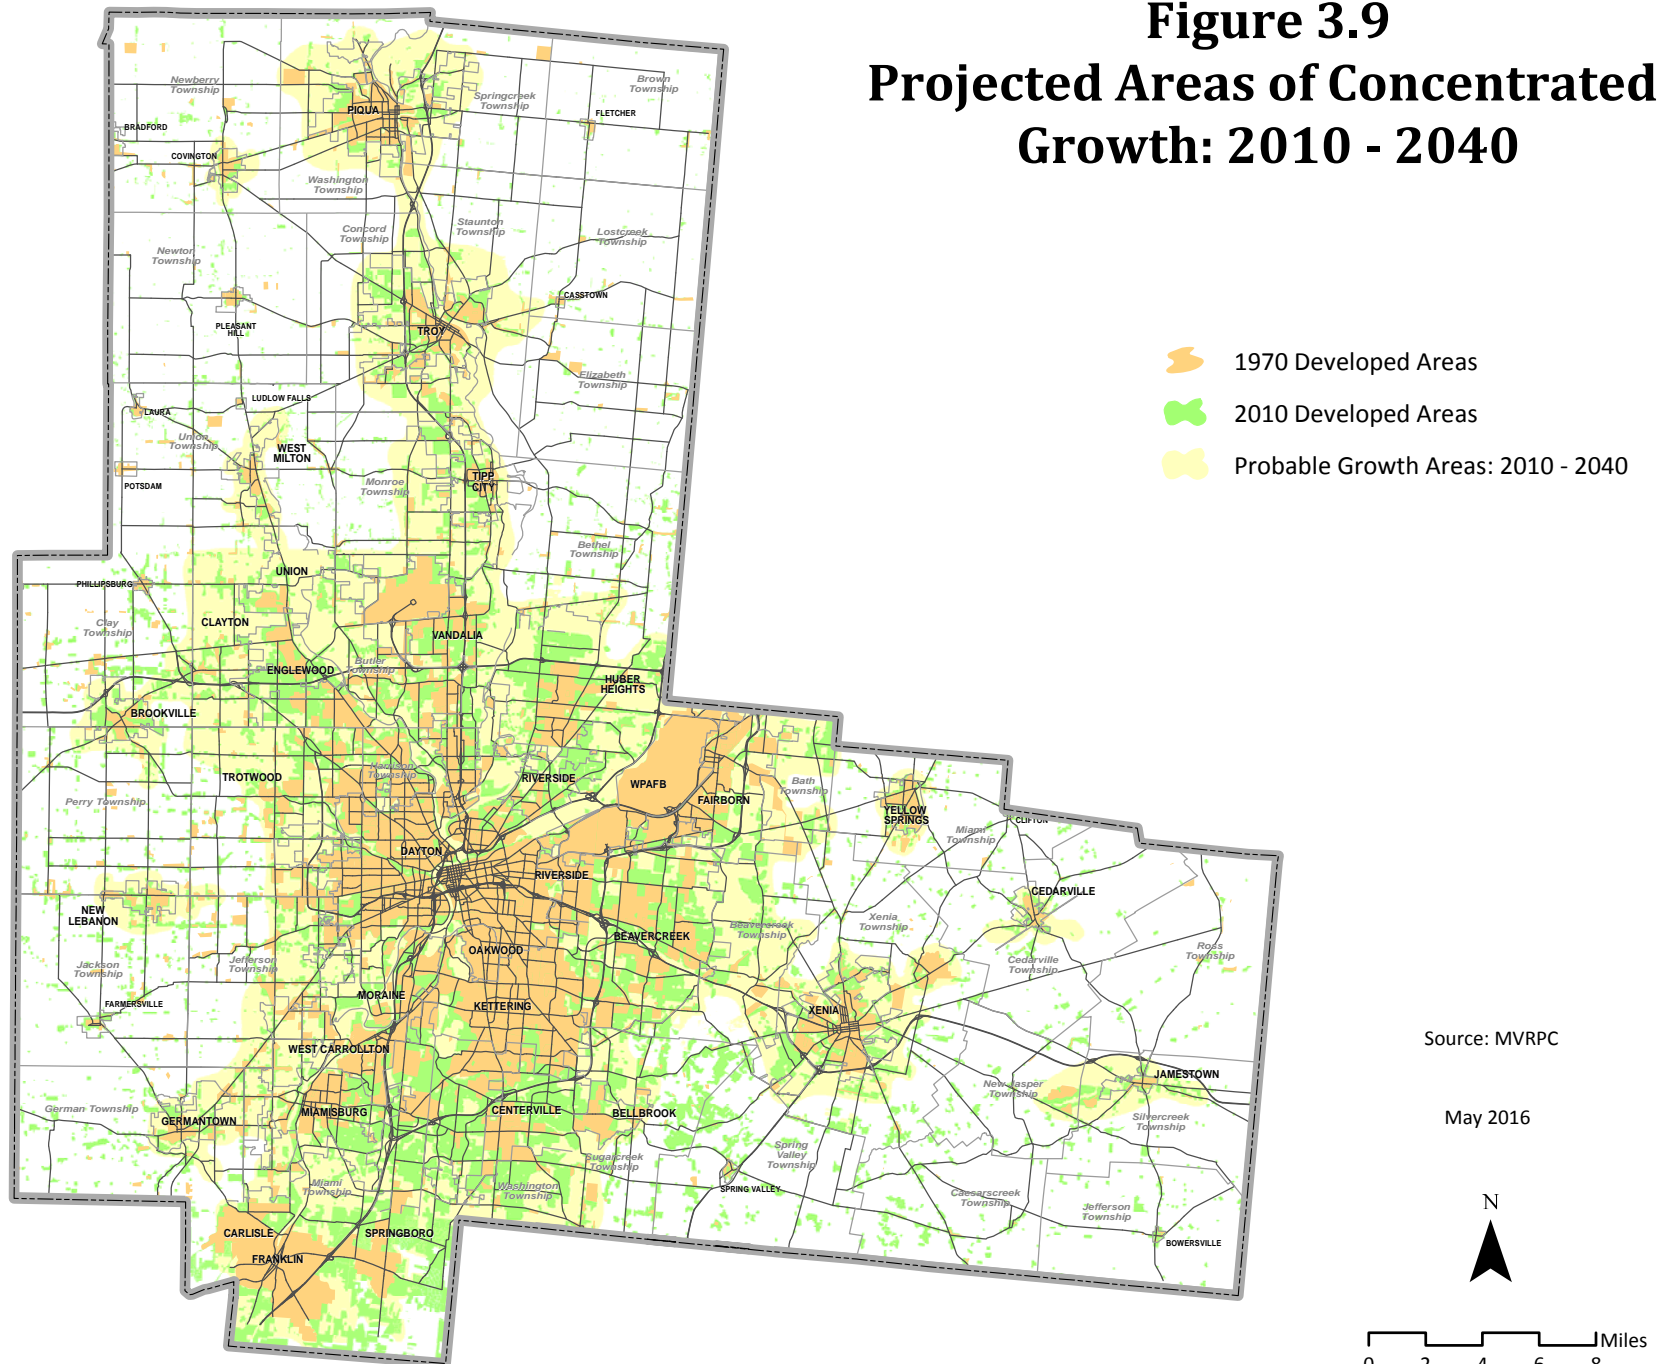 Figure 3.9
Projected Areas of Concentrated
Growth: 2010 - 2040
1970 Developed Areas
2010 Developed Areas
Probable Growth Areas: 2010 - 2040
Newberry
Township
Brown
Township
Springcreek
Township
PIQUA
FLETCHER
BRADFORD
COVINGTON
Washington
Township
Concord
Township
Staunton
Township
Lostcreek
Township
Newton
Township
CASSTOWN
PLEASANT
HILL
TROY
Elizabeth
Township
LUDLOW FALLS
LAURA
Union
Township
WEST
MILTON
TIPP
CITY
POTSDAM
Monroe
Township
Bethel
Township
UNION
PHILLIPSBURG
Clay
Township
CLAYTON
VANDALIA
Butler
Township
ENGLEWOOD
HUBER
HEIGHTS
BROOKVILLE
TROTWOOD
Harrison
Township
RIVERSIDE
WPAFB
Bath
Township
FAIRBORN
Perry Township
YELLOW
SPRINGS
CLIFTON
Miami
Township
DAYTON
RIVERSIDE
CEDARVILLE
NEW
LEBANON
Xenia
Township
Beavercreek
Township
BEAVERCREEK
OAKWOOD
Ross
Township
Jackson
Township
Jefferson
Township
Cedarville
Township
MORAINE
KETTERING
FARMERSVILLE
XENIA
WEST CARROLLTON
JAMESTOWN
New Jasper
Township
German Township
GERMANTOWN
MIAMISBURG
CENTERVILLE
BELLBROOK
Silvercreek
Township
Spring
Valley
Township
Sugarcreek
Township
Miami
Township
Washington
Township
SPRING VALLEY
Caesarscreek
Township
Jefferson
Township
CARLISLE
SPRINGBORO
FRANKLIN
BOWERSVILLE
Source: MVRPC
May 2016
N
Miles
0 2 4 6 8